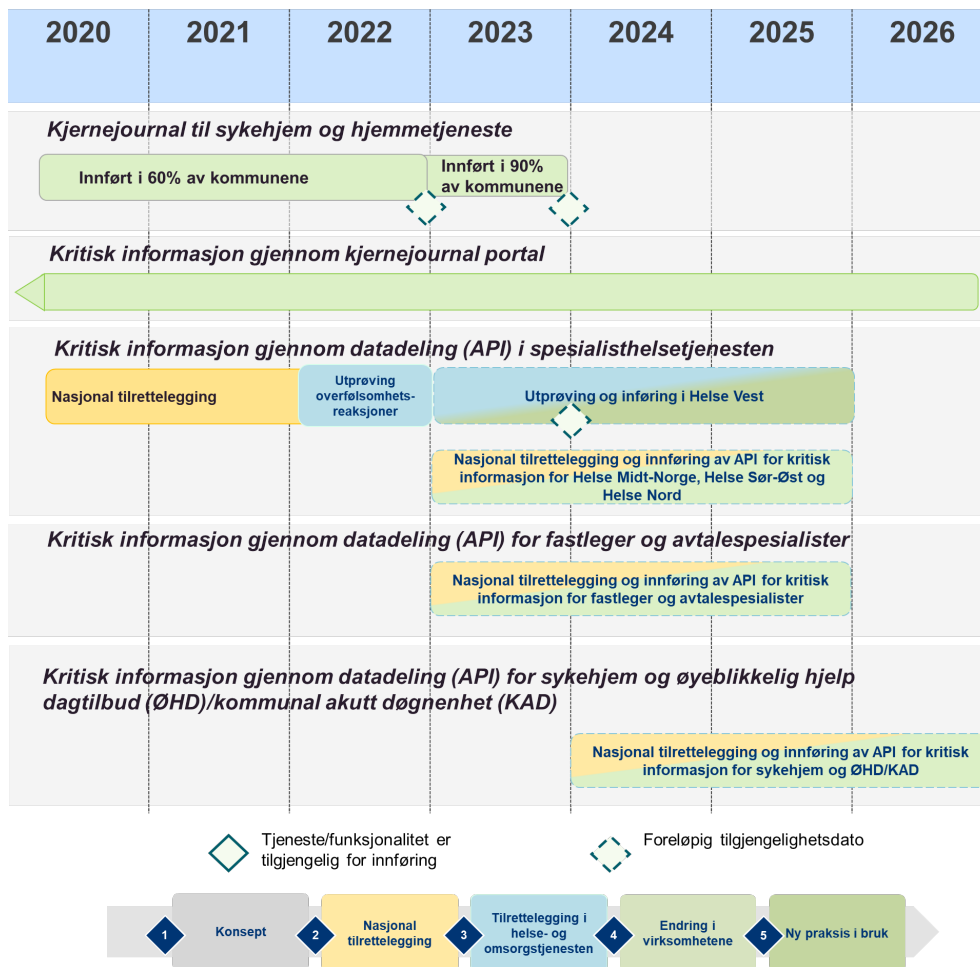 2020 2021 2022 2023 2024 2025 2026
Kjernejournal til sykehjem og hjemmetjeneste
Innført i 60% av kommunene
Innført i 90%
av kommunene
Kritisk informasjon gjennom kjernejournal portal
Kritisk informasjon gjennom datadeling (API) i spesialisthelsetjenesten
Nasjonal tilrettelegging
Utprøving
overfølsomhets-
reaksjoner
Utprøving og inføring i Helse Vest
Nasjonal tilrettelegging og innføring av API for kritisk
informasjon for Helse Midt-Norge, Helse Sør-Øst og
Helse Nord
Kritisk informasjon gjennom datadeling (API) for fastleger og avtalespesialister
Nasjonal tilrettelegging og innføring av API for kritisk
informasjon for fastleger og avtalespesialister
Kritisk informasjon gjennom datadeling (API) for sykehjem og øyeblikkelig hjelp
dagtilbud (ØHD)/kommunal akutt døgnenhet (KAD)
Nasjonal tilrettelegging og innføring av API for kritisk
informasjon for sykehjem og ØHD/KAD
Tjeneste/funksjonalitet er
tilgjengelig for innføring
Foreløpig tilgjengelighetsdato
1
Konsept
2
Nasjonal
tilrettelegging
3
Tilrettelegging i
helse- og
omsorgstjenesten
4
Endring i
virksomhetene
5
Ny praksis i bruk